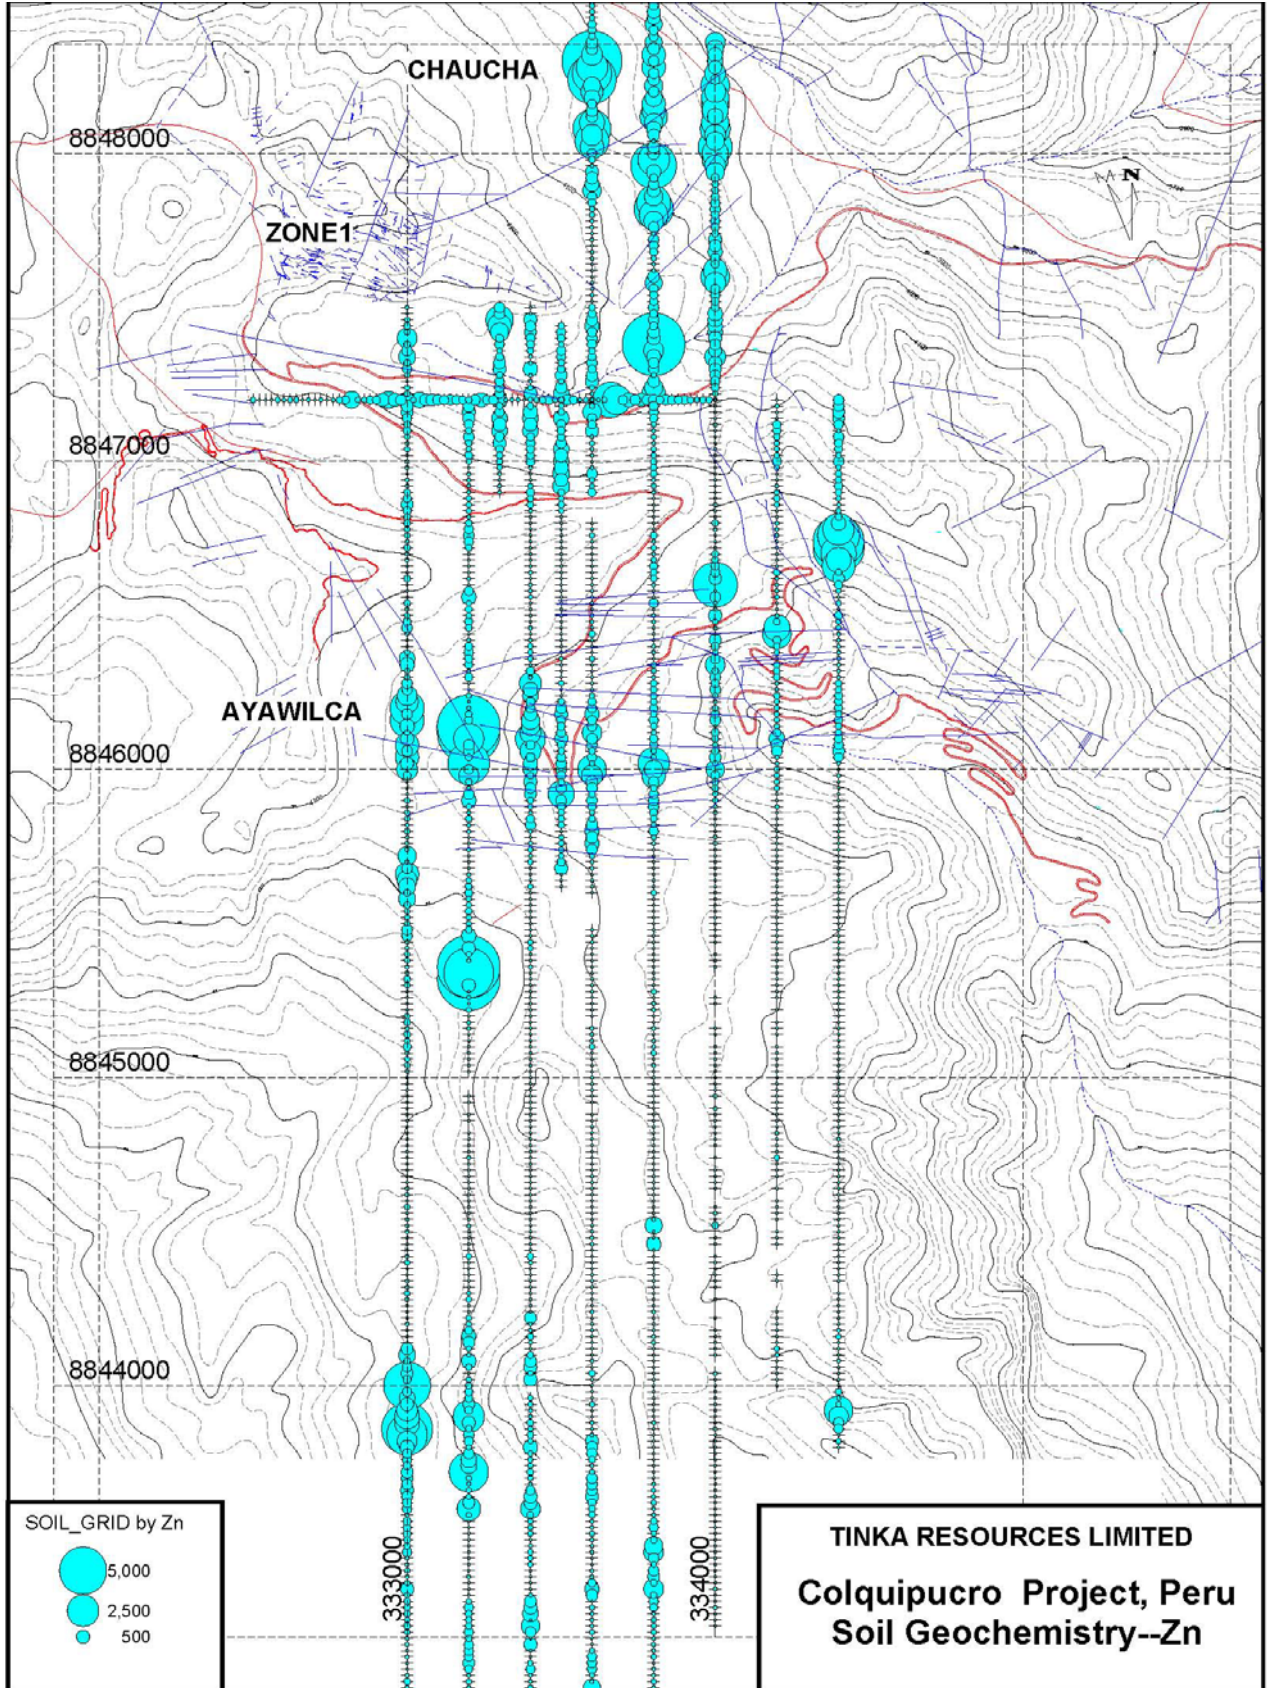 CHAUCHA
8848000
N
ZONE1
8847000
AYAWILCA
8846000
8845000
8844000
333000
334000
SOIL_GRID by Zn
5,000
2,500
500
TINKA RESOURCES LIMITED
Colquipucro Project, Peru
Soil Geochemistry--Zn